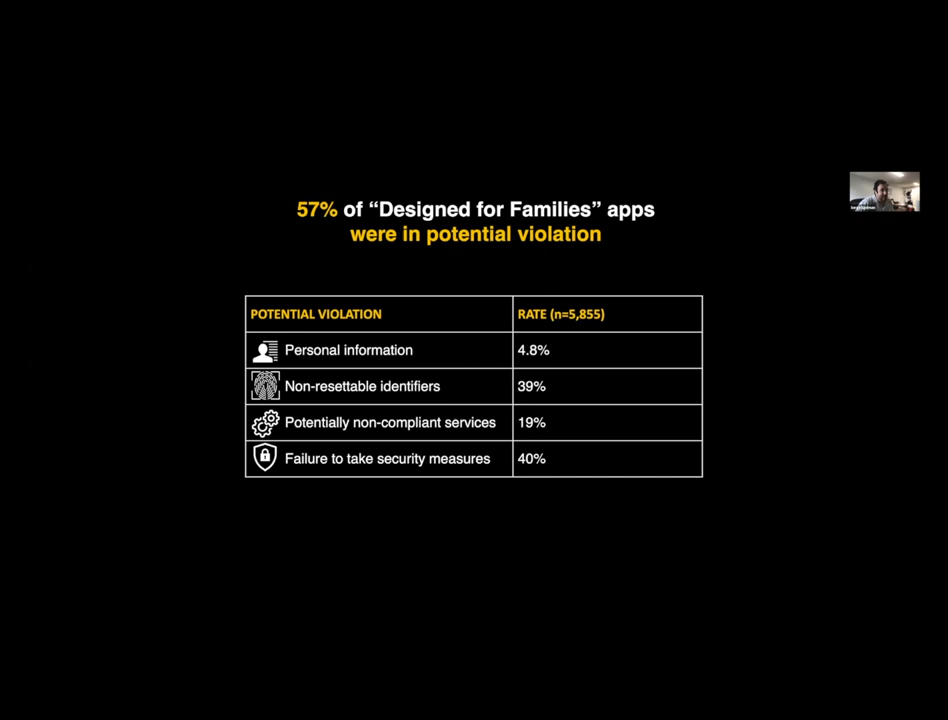 57% of “Designed for Families” apps
were in potential violation
POTENTIAL VIOLATION
RATE (n=5,855)
Personal information
4.8%
Non-resettable identifiers
39%
Potentially non-compliant services
19%
Failure to take security measures
40%